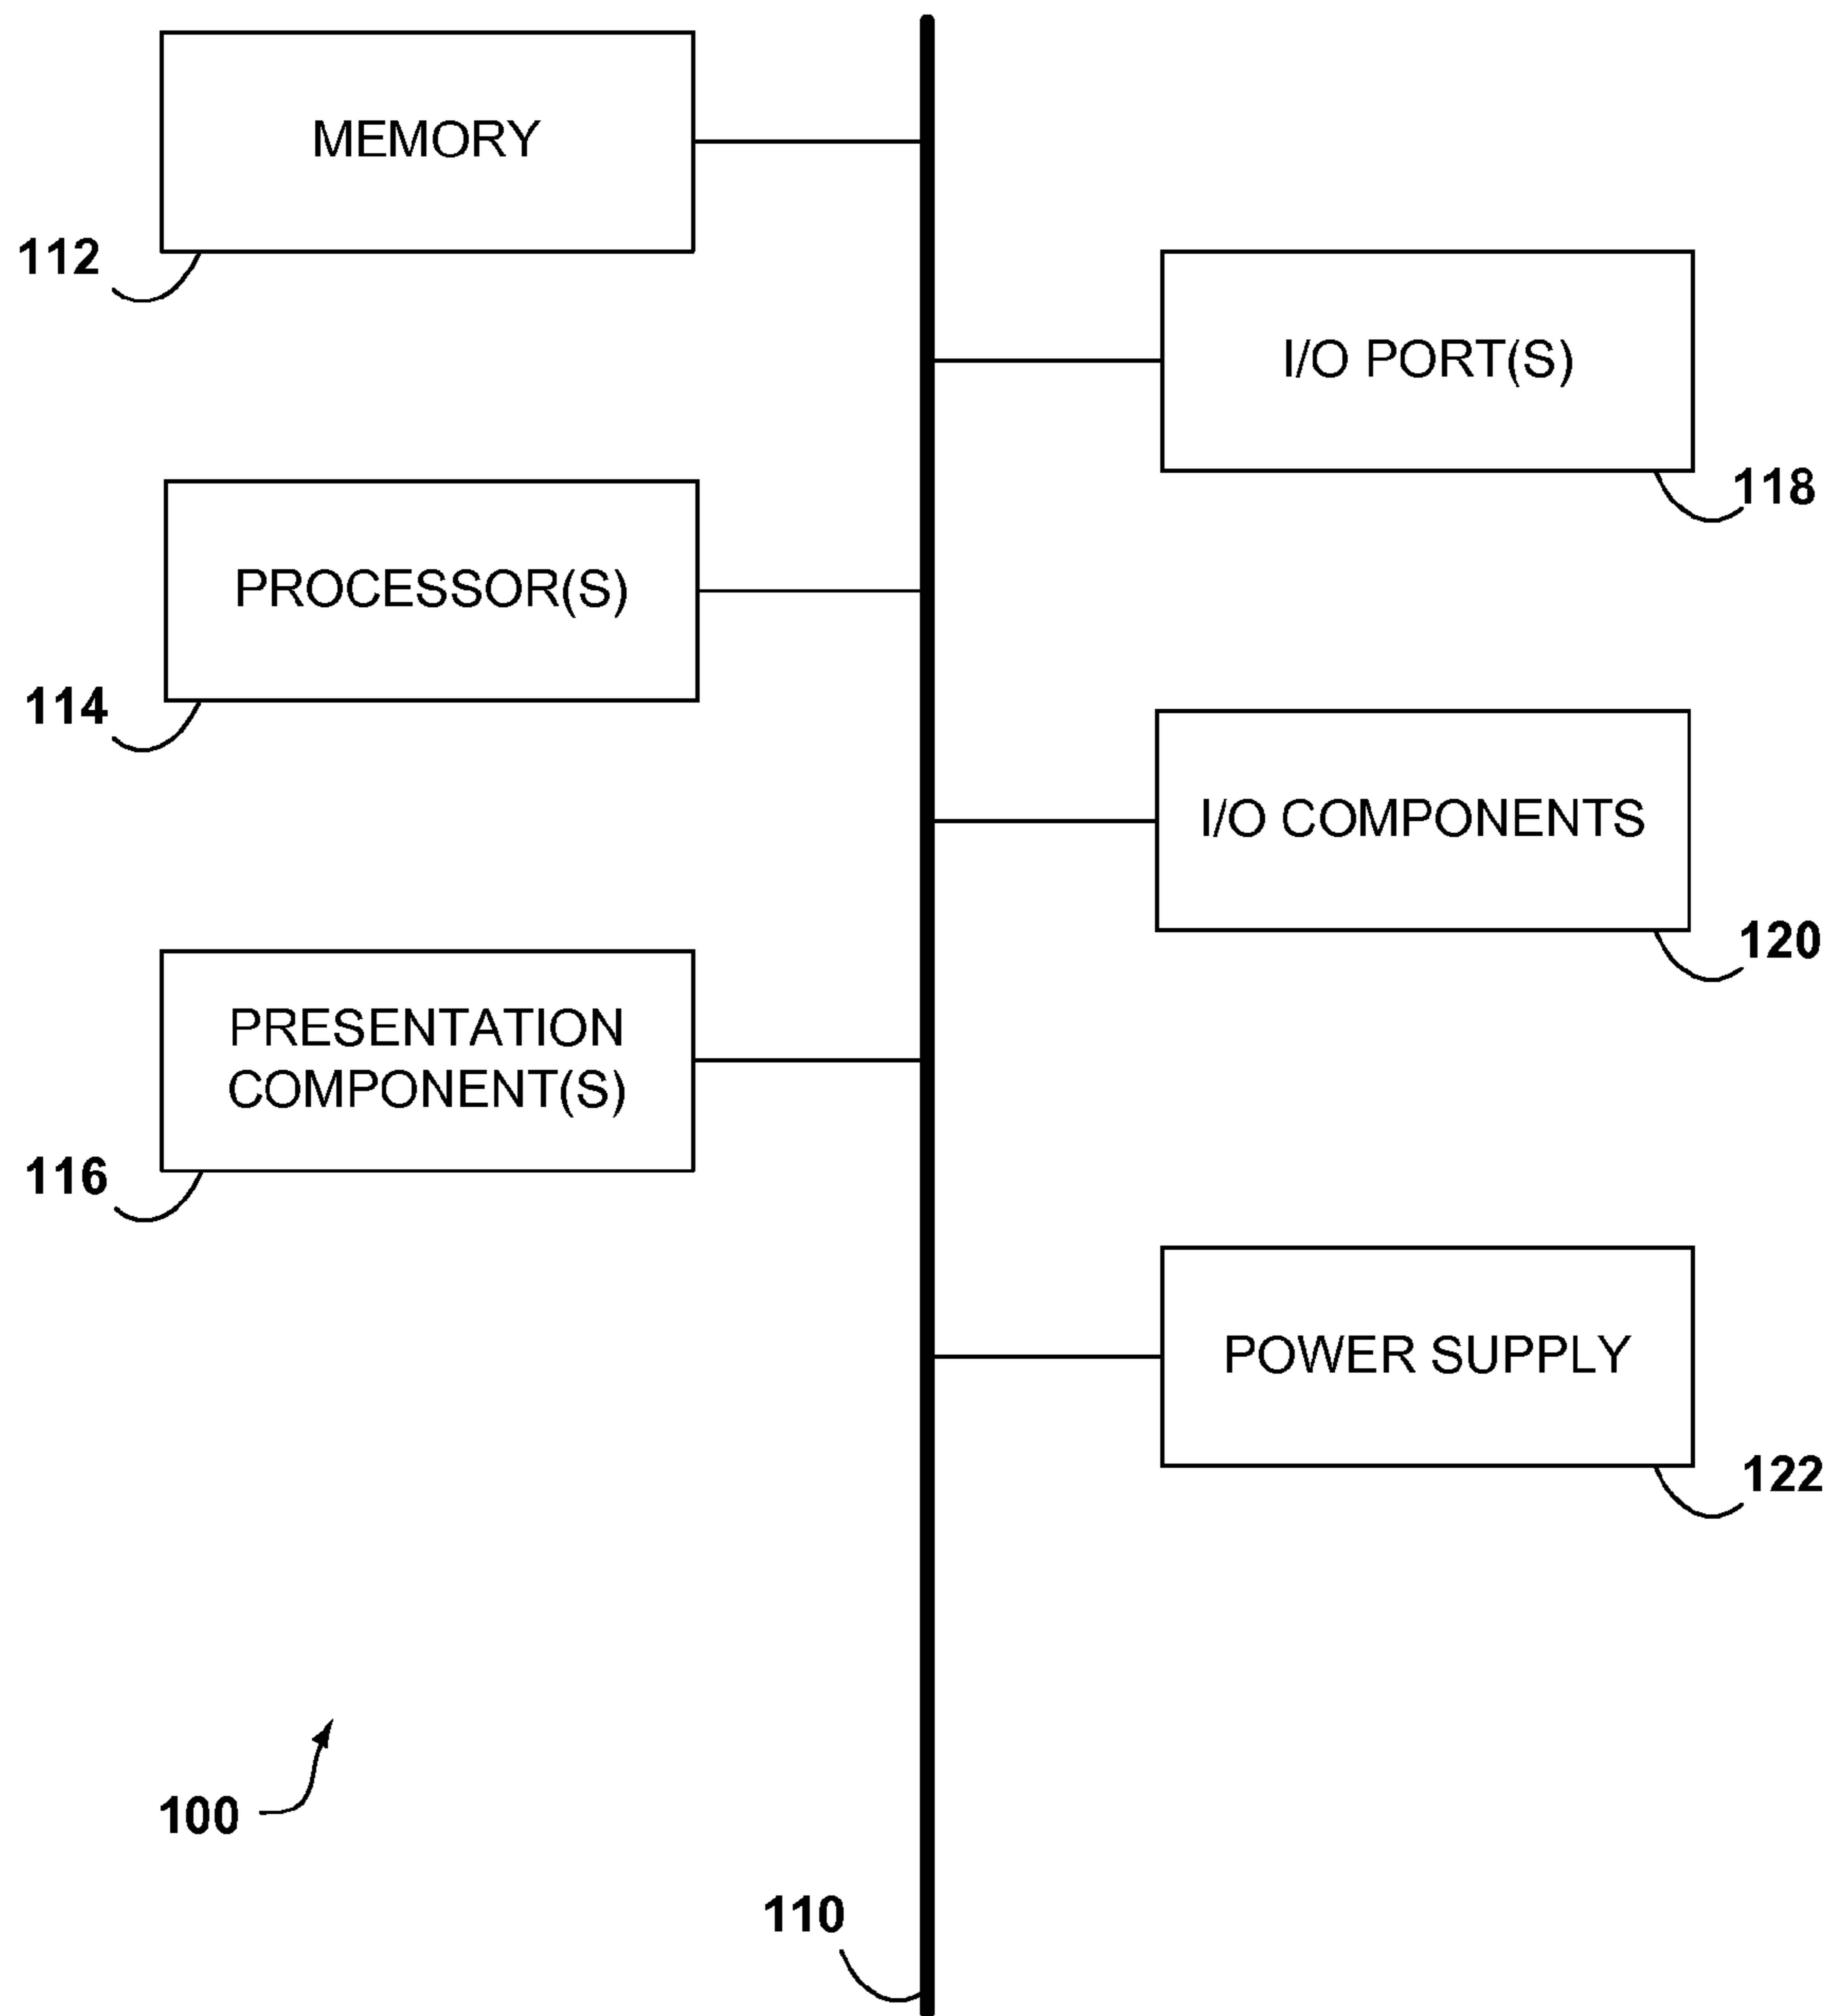 MEMORY
112
I/O PORT(S)
118
PROCESSOR(S)
114
I/O COMPONENTS
120
PRESENTATION
COMPONENT(S)
116
POWER SUPPLY
122
100
110